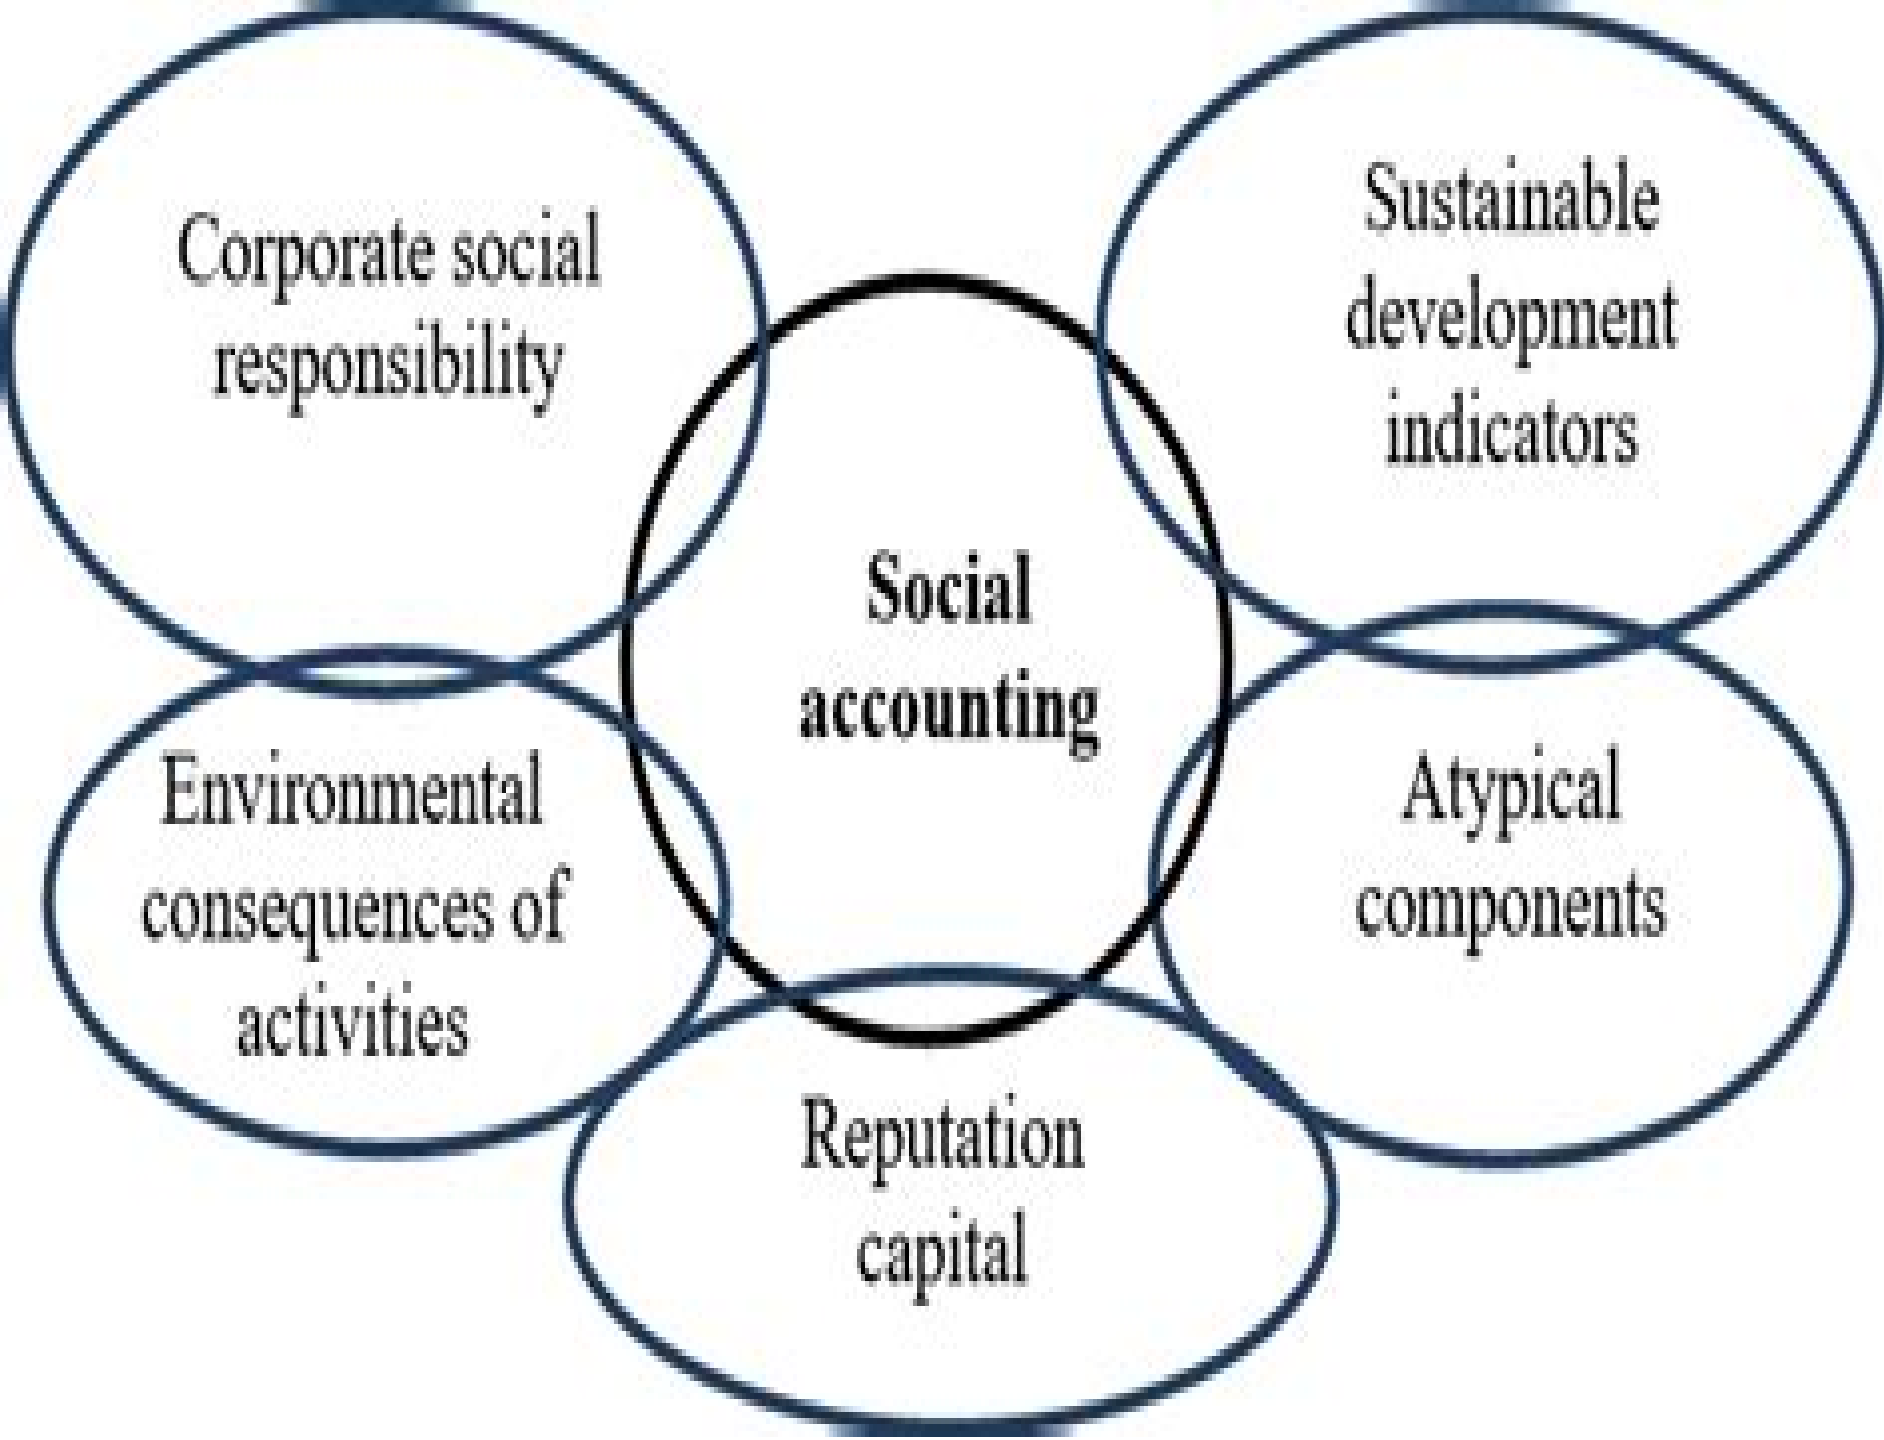 Corporate social
responsibility
Sustainable
development
indicators
Social
accounting
Environmental
consequences of
activities
Atypical
components
Reputation
capital